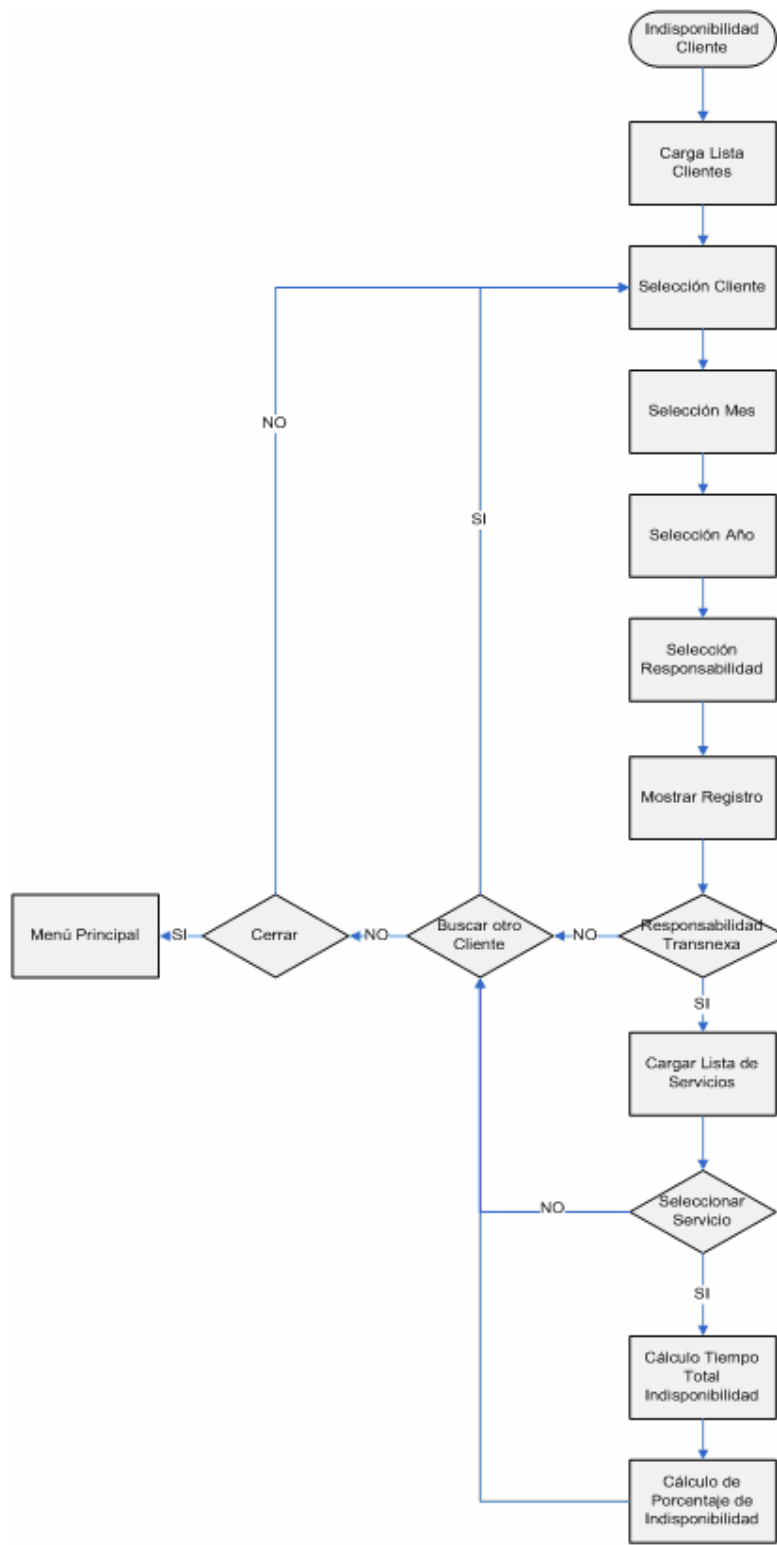 Indisponibilidad
Cliente
Carga Lista
Clientes
Selección Cliente
Selección Mes
NO
SI
Selección Año
Selección
Responsabilidad
Mostrar Registro
Menú Principal
SI
Cerrar
NO
Buscar otro
Cliente
NO
Responsabilidad
Transnexa
SI
Cargar Lista de
Servicios
Seleccionar
Servicio
NO
SI
Cálculo Tiempo
Total
Indisponibilidad
Cálculo de
Porcentaje de
Indisponibilidad